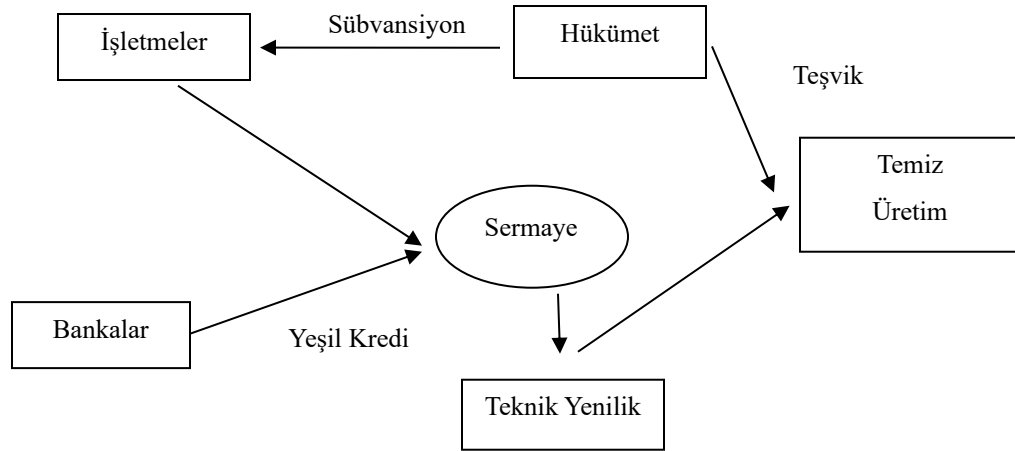 Sübvansiyon
İşletmeler
Hükümet
Teşvik
Temiz
Üretim
Sermaye
Bankalar
Yeşil Kredi
Teknik Yenilik